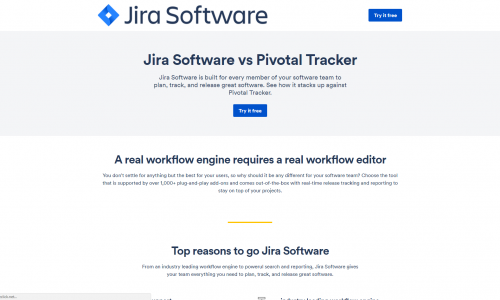 Jira Software
Try it free
Jira Software vs Pivotal Tracker
Jira Software is built for every member of your software team to
plan, track, and release great software. See how it stacks up against
Pivotal Tracker.
Try it free
A real workflow engine requires a real workflow editor
You don't settle for anything but the best for your users, so why should it be any different for your software team? Choose the tool
that is supported by over 1,000+ plug-and-play add-ons and comes out-of-the-box with real-time release tracking and reporting to
stay on top of your projects.
Top reasons to go Jira Software
From an industry leading workflow engine to powerful search and reporting, Jira Software gives
your team everything you need to plan, track, and release great software.